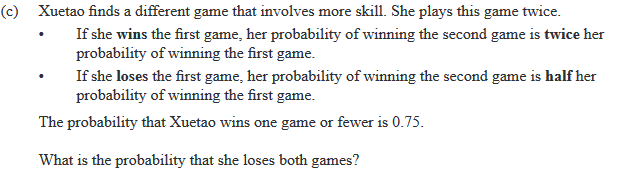 (c) Xuetao finds a different game that involves more skill. She plays this game twice.
• If she wins the first game, her probability of winning the second game is twice her
probability of winning the first game.
• If she loses the first game, her probability of winning the second game is half her
probability of winning the first game.
The probability that Xuetao wins one game or fewer is 0.75.
What is the probability that she loses both games?